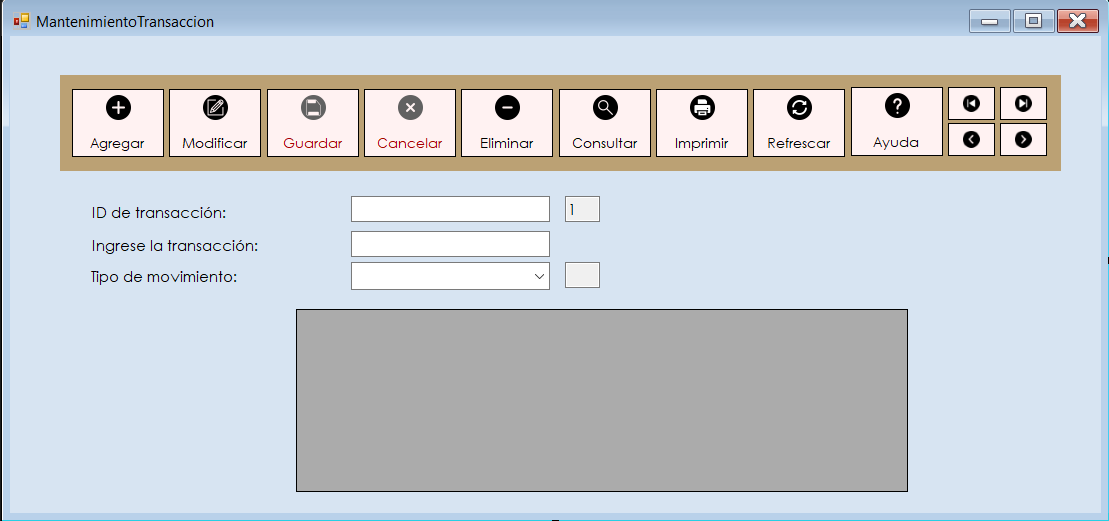 MantenimientoTransaccion
Agregar Modificar Guardar Cancelar Eliminar Consultar Imprimir Refrescar Ayuda
ID de transacción: 1
Ingrese la transacción:
Tipo de movimiento: